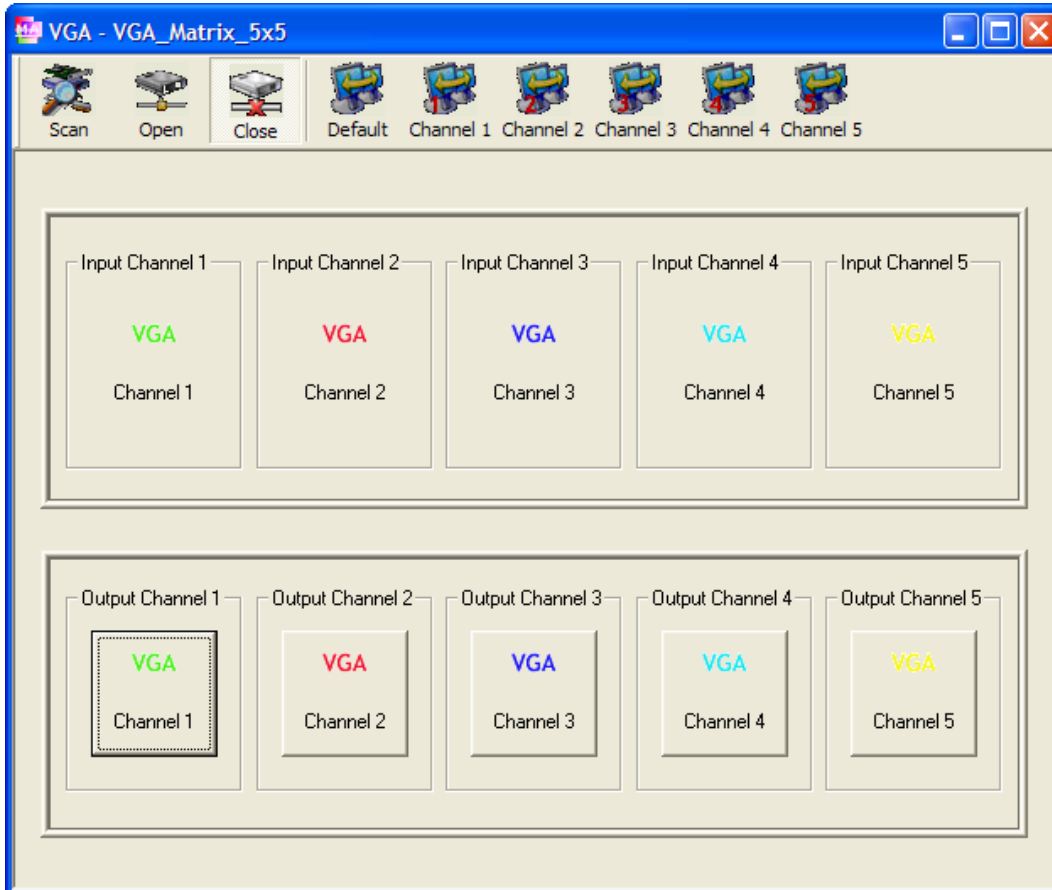 VGA - VGA_Matrix_5x5
Scan Open Close Default Channel 1 Channel 2 Channel 3 Channel 4 Channel 5
Input Channel 1 Input Channel 2 Input Channel 3 Input Channel 4 Input Channel 5
VGA VGA VGA VGA VGA
Channel 1 Channel 2 Channel 3 Channel 4 Channel 5
Output Channel 1 Output Channel 2 Output Channel 3 Output Channel 4 Output Channel 5
VGA VGA VGA VGA VGA
Channel 1 Channel 2 Channel 3 Channel 4 Channel 5